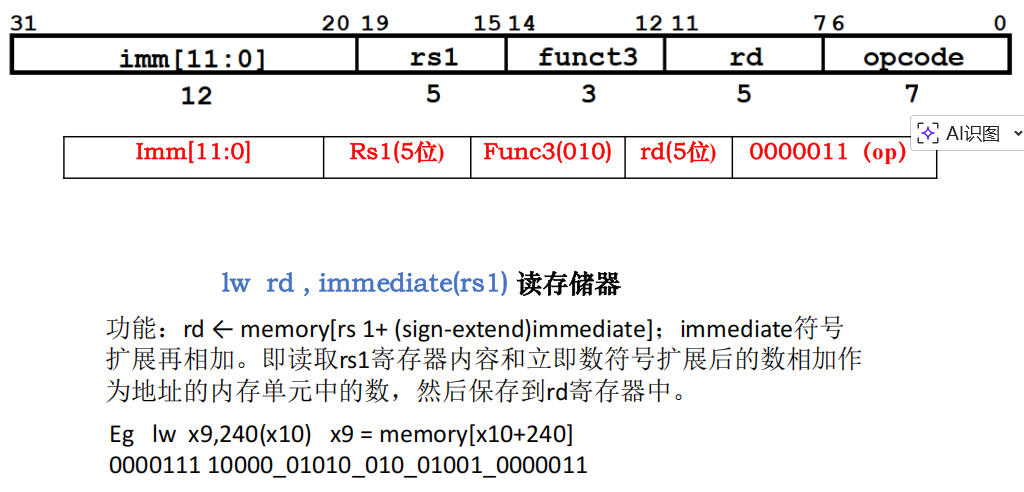 31 20 19 15 14 12 11 7 6 0
imm[11:0] rs1 funct3 rd opcode
12 5 3 5 7
AI识图
Imm[11:0] Rs1(5位) Func3(010) rd(5位) 0000011（op）
lw rd , immediate(rs1) 读存储器
功能：rd ← memory[rs 1+ (sign-extend)immediate]；immediate符号
扩展再相加。即读取rs1寄存器内容和立即数符号扩展后的数相加作
为地址的内存单元中的数，然后保存到rd寄存器中。
Eg lw x9,240(x10) x9 = memory[x10+240]
0000111 10000_01010_010_01001_0000011